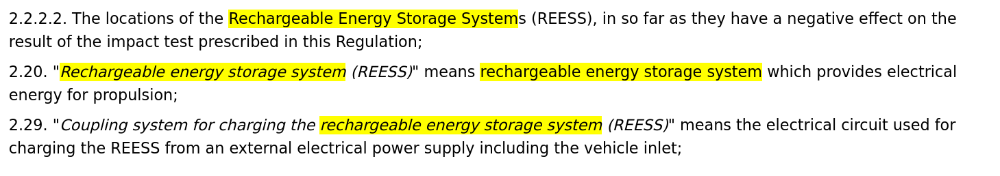 2.2.2.2. The locations of the Rechargeable Energy Storage Systems (REESS), in so far as they have a negative effect on the
result of the impact test prescribed in this Regulation;
2.20. "Rechargeable energy storage system (REESS)" means rechargeable energy storage system which provides electrical
energy for propulsion;
2.29. "Coupling system for charging the rechargeable energy storage system (REESS)" means the electrical circuit used for
charging the REESS from an external electrical power supply including the vehicle inlet;